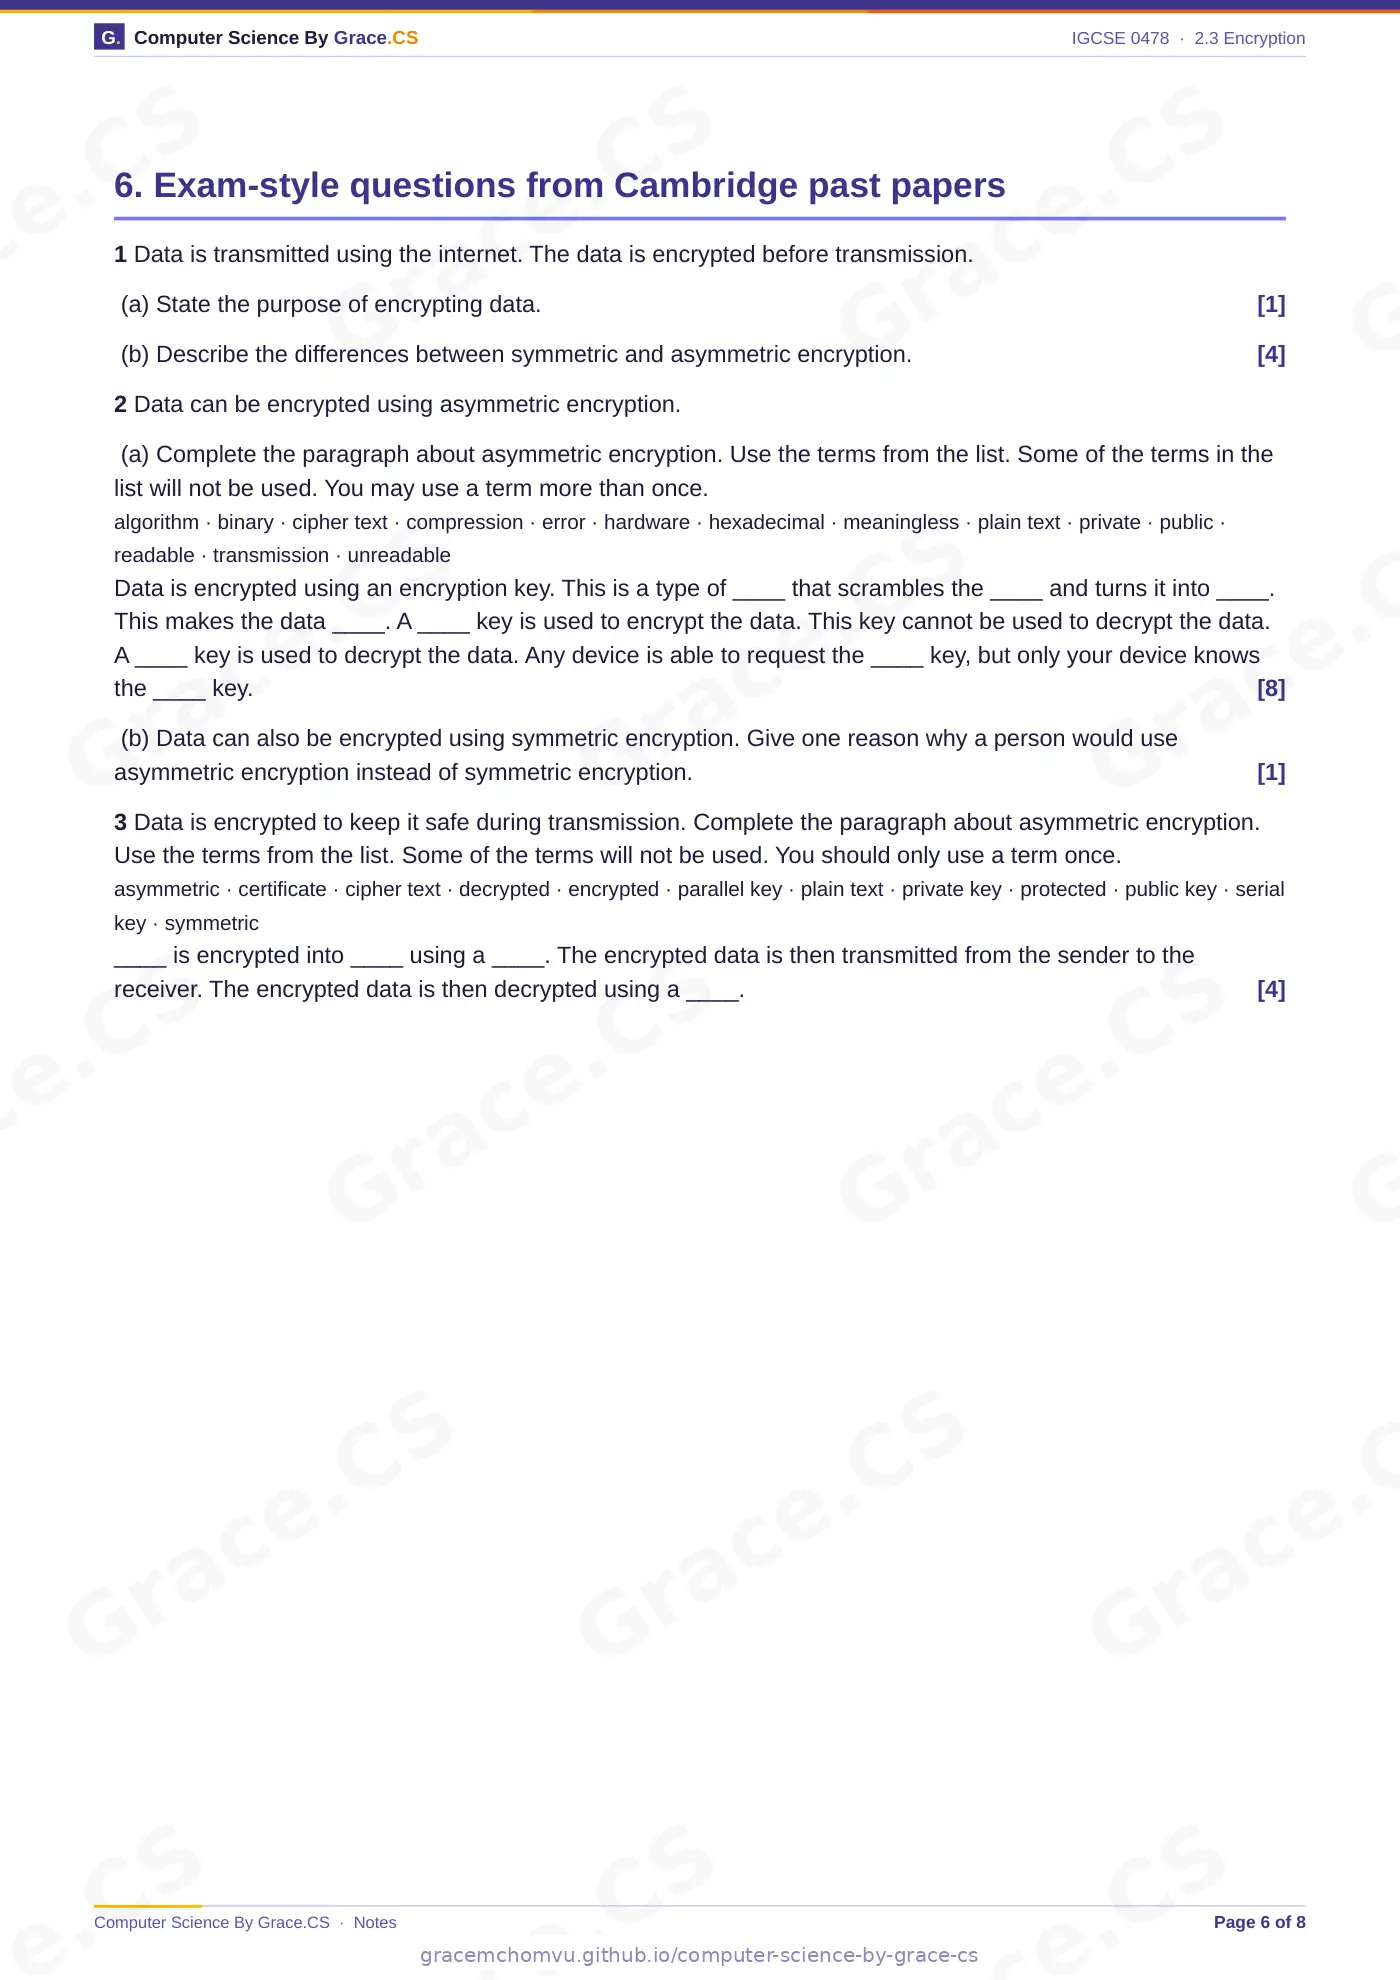 G. Computer Science By Grace.CS
IGCSE 0478 · 2.3 Encryption
6. Exam-style questions from Cambridge past papers
1 Data is transmitted using the internet. The data is encrypted before transmission.
(a) State the purpose of encrypting data. [1]
(b) Describe the differences between symmetric and asymmetric encryption. [4]
2 Data can be encrypted using asymmetric encryption.
(a) Complete the paragraph about asymmetric encryption. Use the terms from the list. Some of the terms in the
list will not be used. You may use a term more than once.
algorithm · binary · cipher text · compression · error · hardware · hexadecimal · meaningless · plain text · private · public ·
readable · transmission · unreadable
Data is encrypted using an encryption key. This is a type of ____ that scrambles the ____ and turns it into ____.
This makes the data ____. A ____ key is used to encrypt the data. This key cannot be used to decrypt the data.
A ____ key is used to decrypt the data. Any device is able to request the ____ key, but only your device knows
the ____ key. [8]
(b) Data can also be encrypted using symmetric encryption. Give one reason why a person would use
asymmetric encryption instead of symmetric encryption. [1]
3 Data is encrypted to keep it safe during transmission. Complete the paragraph about asymmetric encryption.
Use the terms from the list. Some of the terms will not be used. You should only use a term once.
asymmetric · certificate · cipher text · decrypted · encrypted · parallel key · plain text · private key · protected · public key · serial
key · symmetric
____ is encrypted into ____ using a ____. The encrypted data is then transmitted from the sender to the
receiver. The encrypted data is then decrypted using a ____. [4]
Computer Science By Grace.CS · Notes
Page 6 of 8
gracemchomvu.github.io/computer-science-by-grace-cs